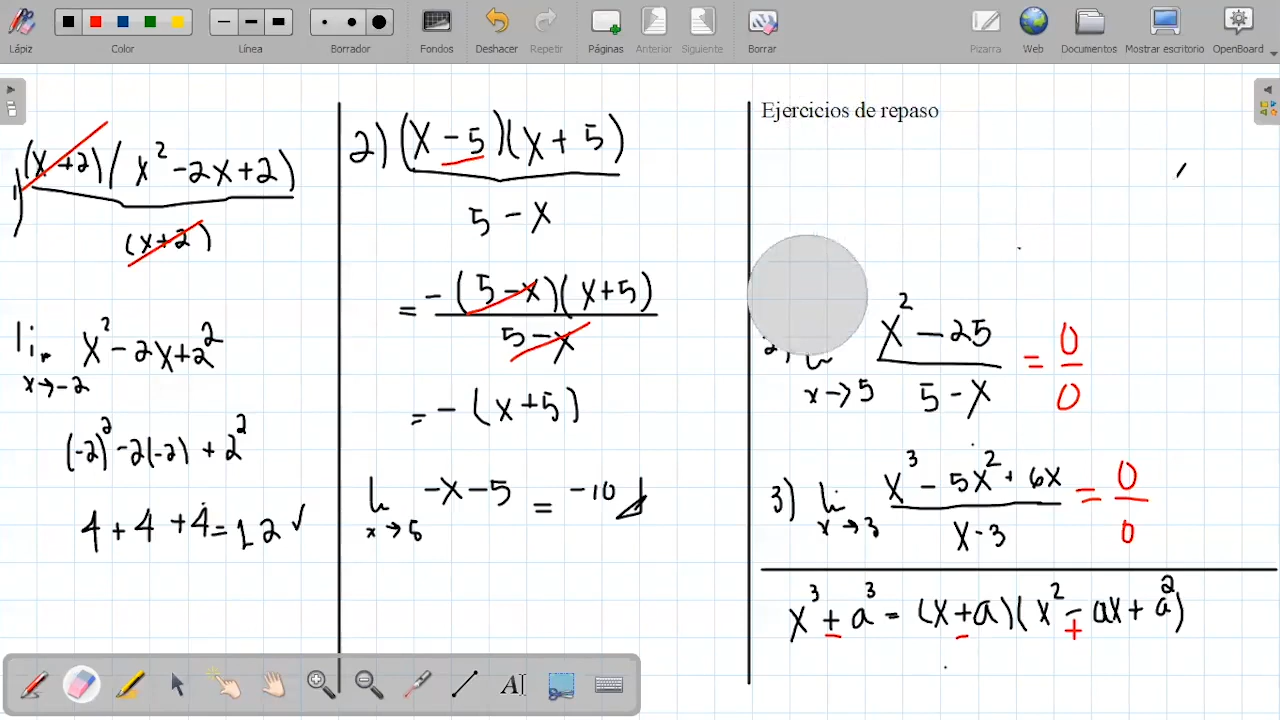 Lápiz
Color
Línea
Borrador
Fondos
Deshacer
Repetir
Páginas
Anterior
Siguiente
Borrar
Pizarra
Web
Documentos
Mostrar escritorio
OpenBoard
1) (x+2)(x² -2x+2)
(x+2)
lim x² -2x+2²
x→-2
(-2)² -2(-2) + 2²
4 + 4 + 4 = 12 ✓
2) (x-5)(x+5)
5-x
= -(5-x)(x+5)
5-x
= -(x+5)
lim -x-5 = -10
x→5
Ejercicios de repaso
2) x² -25 = 0
x→5 5-x 0
3) lim x³ - 5x² + 6x = 0
x→3 x-3 0
x³ ± a³ = (x±a)(x² ∓ ax + a²)